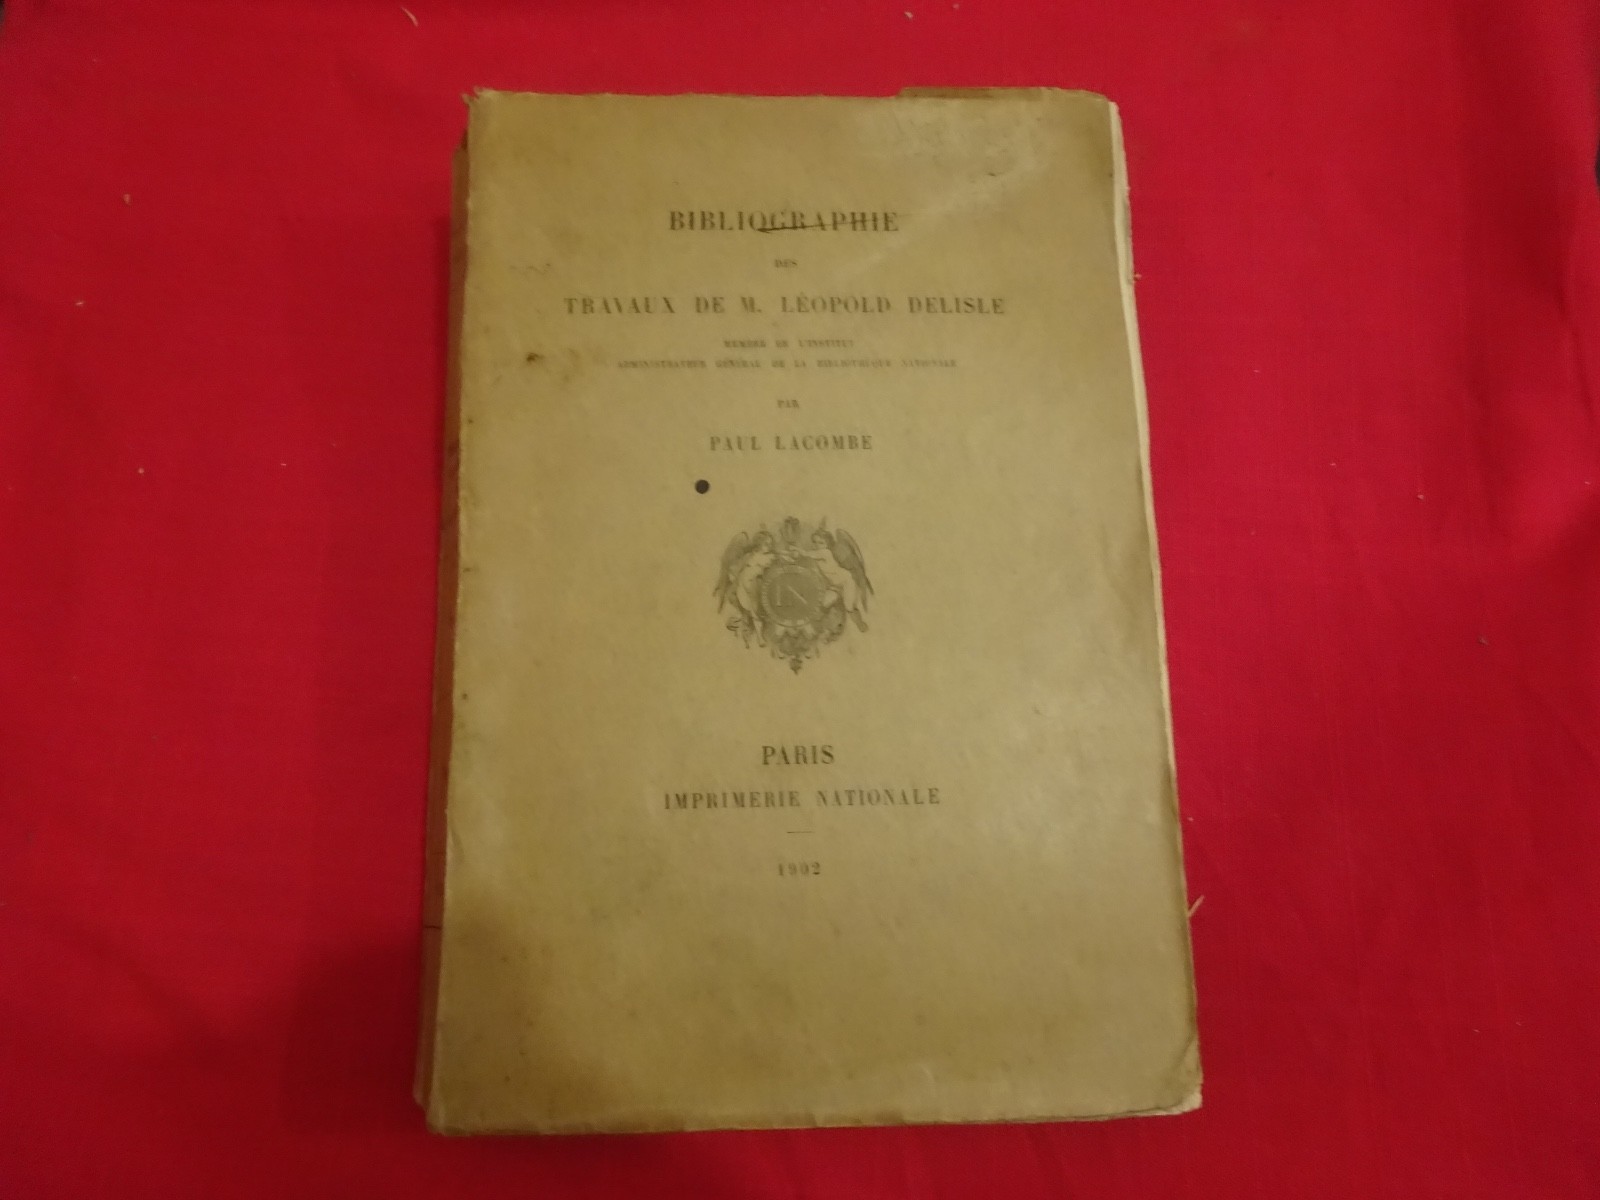 BIBLIOGRAPHIE
DES
TRAVAUX DE M. LÉOPOLD DELISLE
MEMBRE DE L'INSTITUT
ADMINISTRATEUR GÉNÉRAL DE LA BIBLIOTHÈQUE NATIONALE
PAR
PAUL LACOMBE
IN
PARIS
IMPRIMERIE NATIONALE
1902